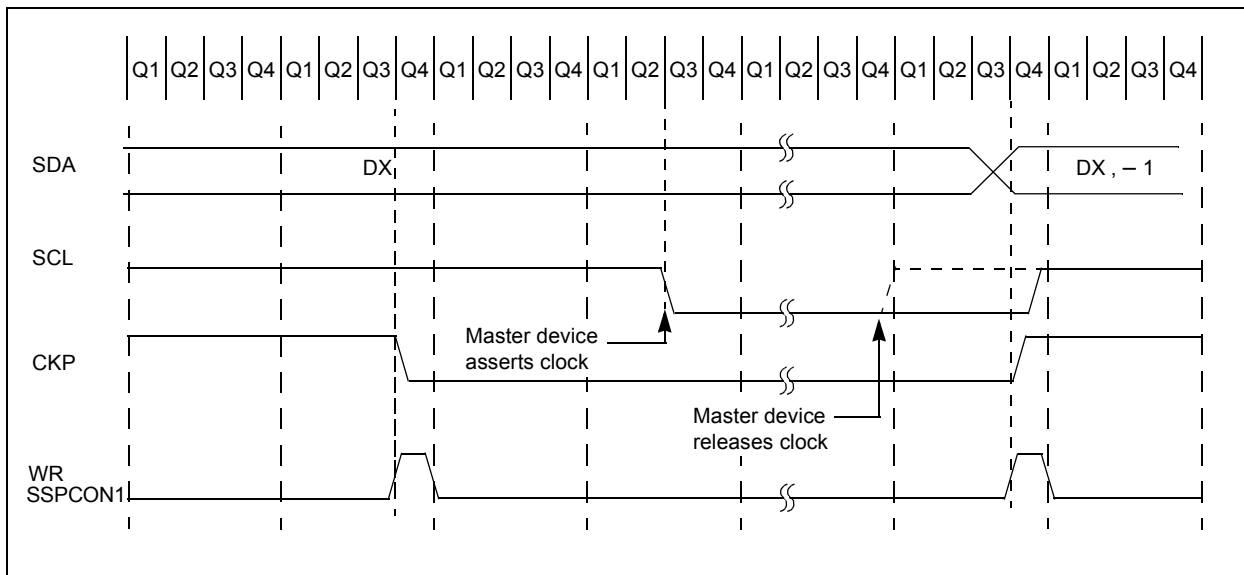 Q1 Q2 Q3 Q4 Q1 Q2 Q3 Q4 Q1 Q2 Q3 Q4 Q1 Q2 Q3 Q4 Q1 Q2 Q3 Q4 Q1 Q2 Q3 Q4 Q1 Q2 Q3 Q4
SDA
DX
DX , – 1
SCL
Master device
asserts clock
CKP
Master device
releases clock
WR
SSPCON1